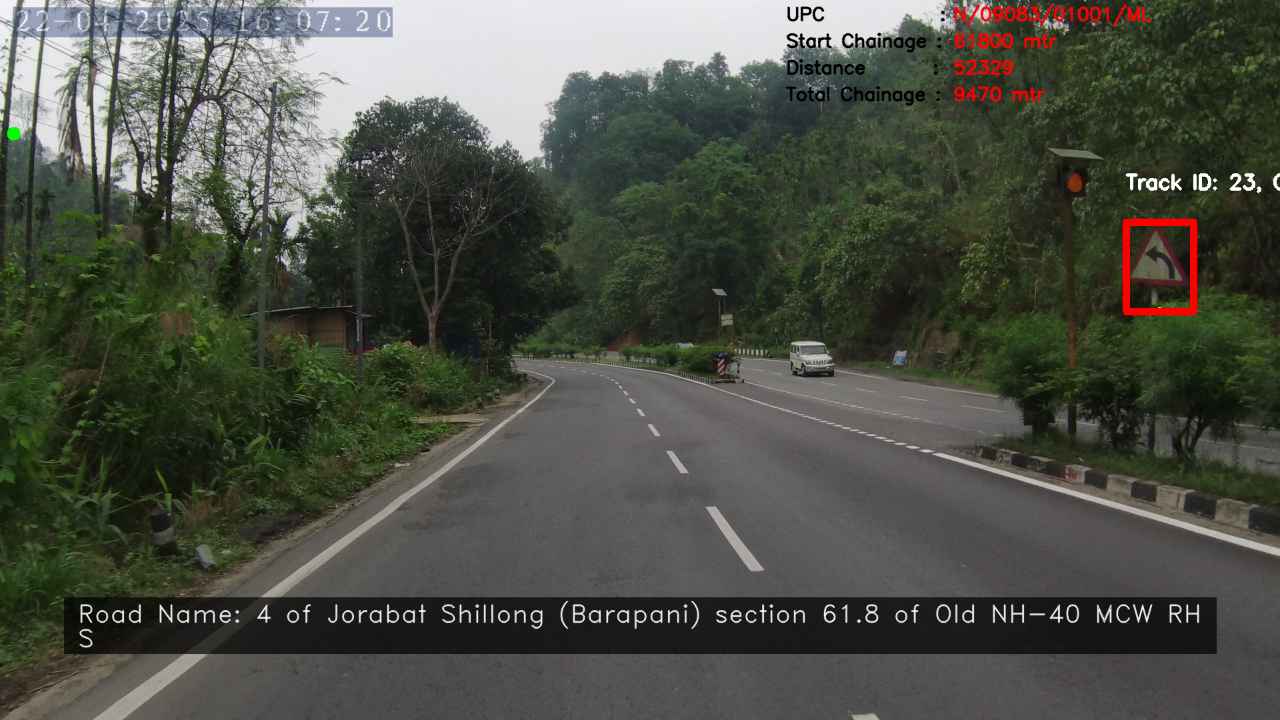 22-04-2025 16:07:20
UPC : N/09083/01001/ML
Start Chainage : 61800 mtr
Distance : 52329
Total Chainage : 9470 mtr
Track ID: 23,
Road Name: 4 of Jorabat Shillong (Barapani) section 61.8 of Old NH-40 MCW RH
S